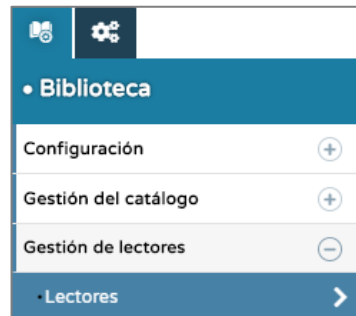 • Biblioteca
Configuración
Gestión del catálogo
Gestión de lectores
·Lectores